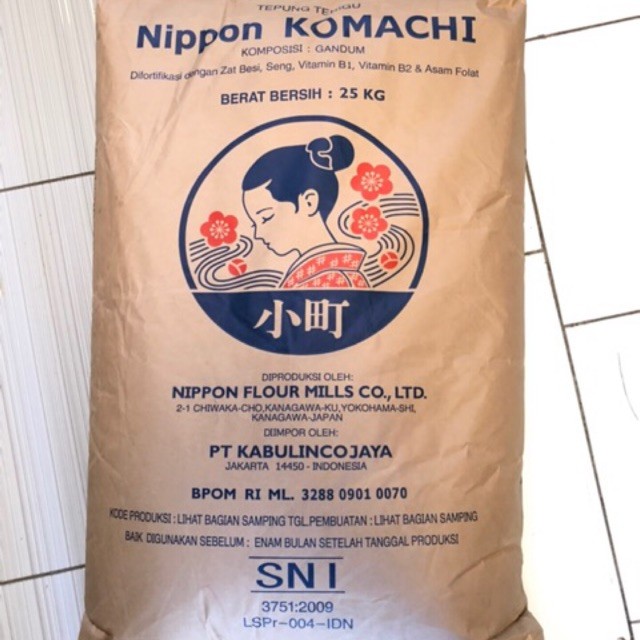 TEPUNG TERIGU
Nippon KOMACHI
KOMPOSISI : GANDUM
Difortifikasi dengan Zat Besi, Seng, Vitamin B1, Vitamin B2 & Asam Folat
BERAT BERSIH : 25 KG
小町
DIPRODUKSI OLEH:
NIPPON FLOUR MILLS CO., LTD.
2-1 CHIWAKA-CHO,KANAGAWA-KU,YOKOHAMA-SHI,
KANAGAWA-JAPAN
DIIMPOR OLEH:
PT KABULINCOJAYA
JAKARTA 14450 - INDONESIA
BPOM RI ML. 3288 0901 0070
KODE PRODUKSI : LIHAT BAGIAN SAMPING TGL.PEMBUATAN : LIHAT BAGIAN SAMPING
BAIK DIGUNAKAN SEBELUM : ENAM BULAN SETELAH TANGGAL PRODUKSI
SNI
3751:2009
LSPr-004-IDN